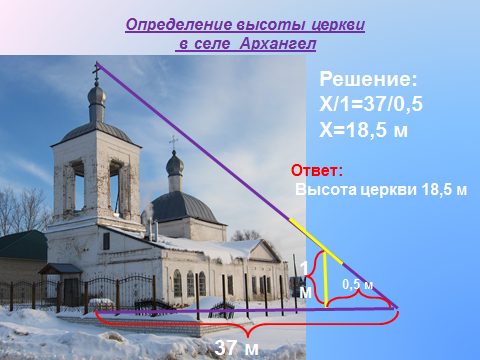 Определение высоты церкви
в селе Архангел
Решение:
Х/1=37/0,5
Х=18,5 м
Ответ:
Высота церкви 18,5 м
1
м
0,5 м
37 м